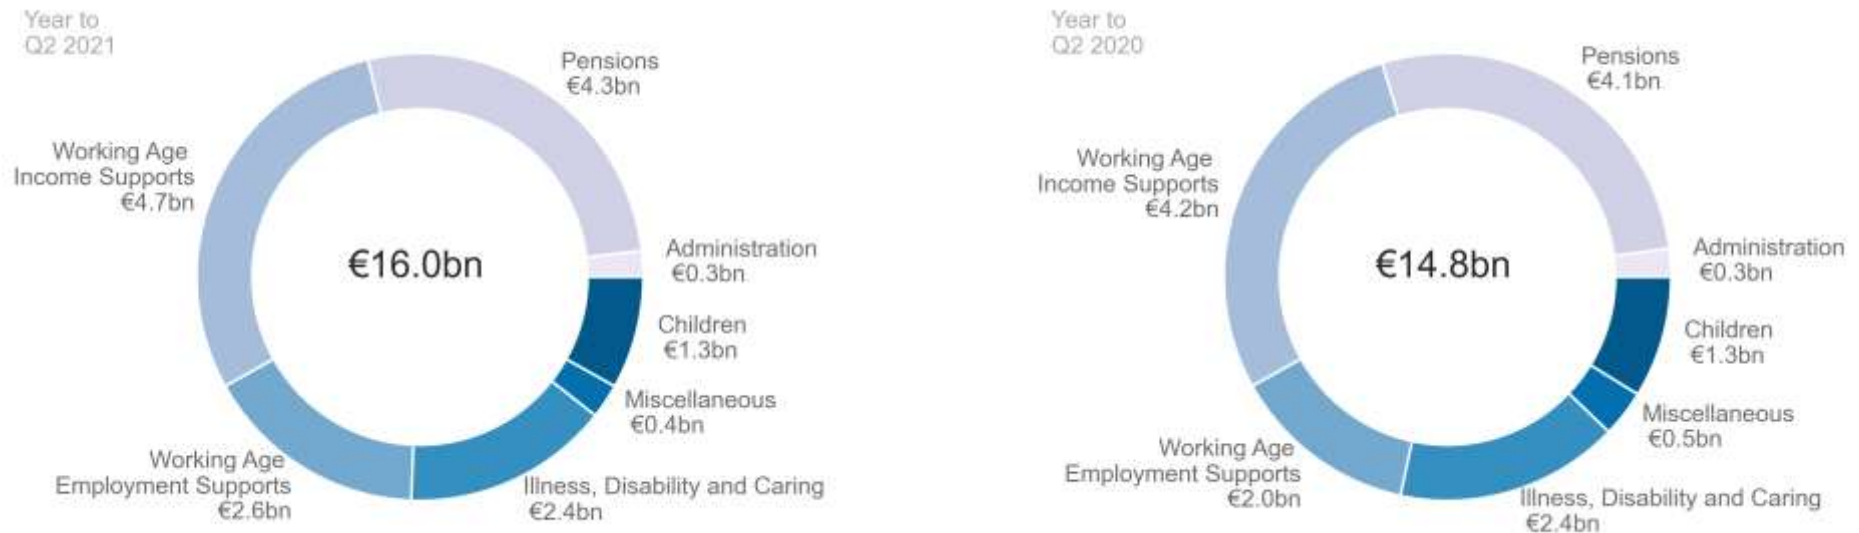 Year to
Q2 2021
Pensions
€4.3bn
Working Age
Income Supports
€4.7bn
€16.0bn
Administration
€0.3bn
Children
€1.3bn
Miscellaneous
€0.4bn
Working Age
Employment Supports
€2.6bn
Illness, Disability and Caring
€2.4bn
Year to
Q2 2020
Pensions
€4.1bn
Working Age
Income Supports
€4.2bn
€14.8bn
Administration
€0.3bn
Children
€1.3bn
Miscellaneous
€0.5bn
Working Age
Employment Supports
€2.0bn
Illness, Disability and Caring
€2.4bn